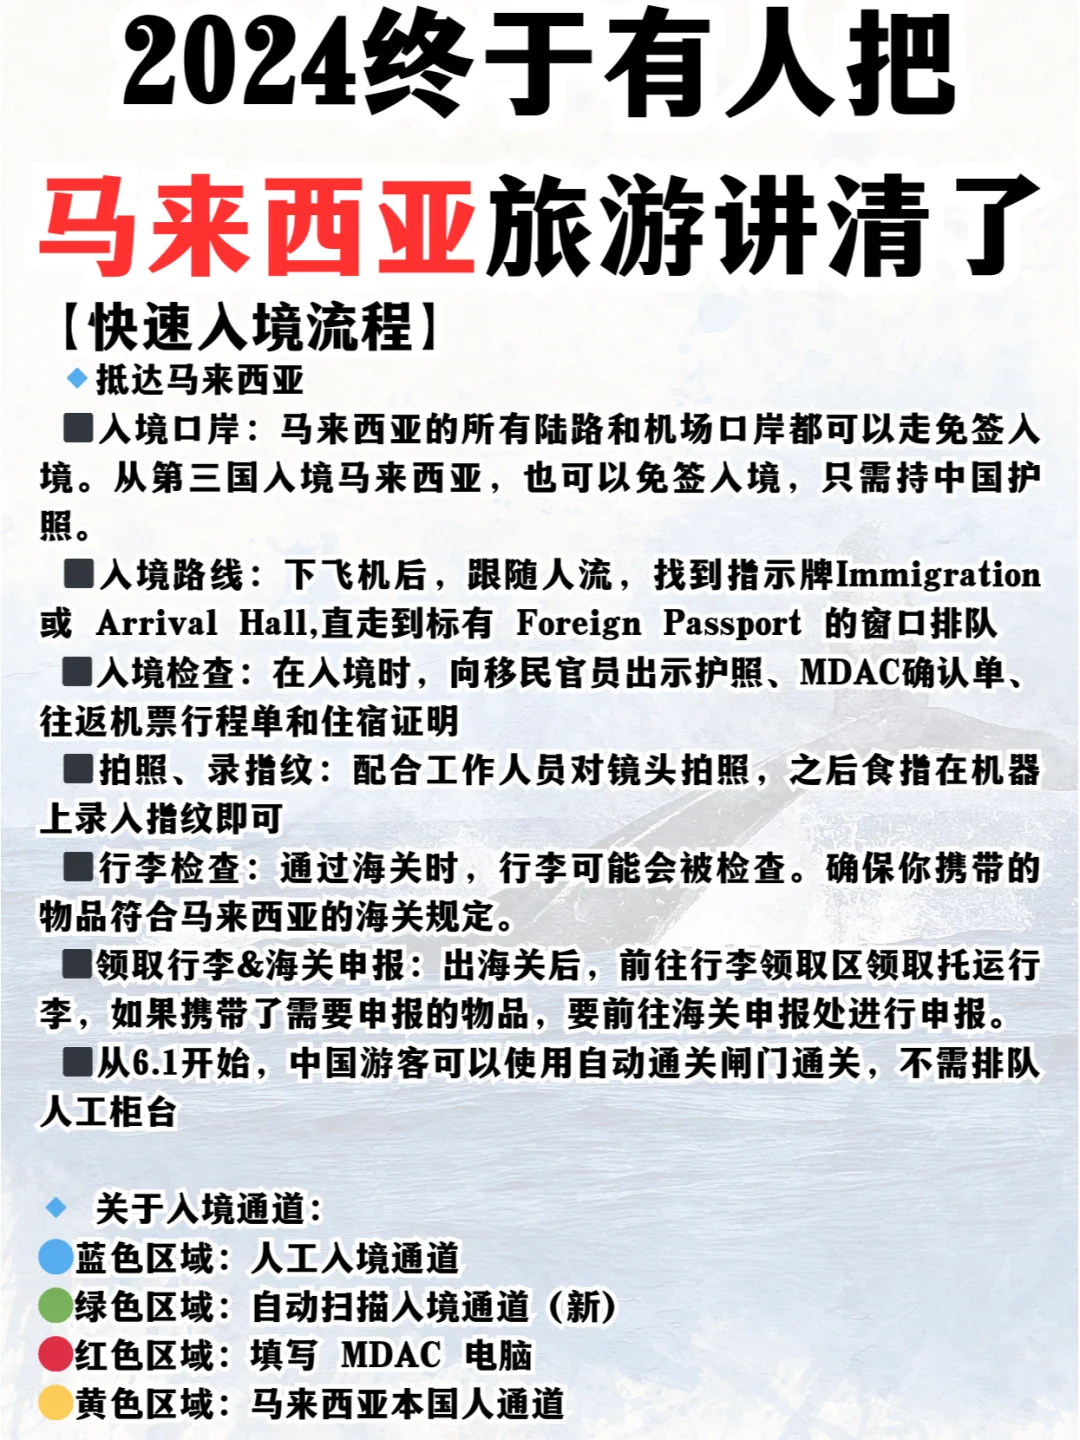 2024终于有人把
马来西亚旅游讲清了
【快速入境流程】
🔹抵达马来西亚
⬛入境口岸：马来西亚的所有陆路和机场口岸都可以走免签入
境。从第三国入境马来西亚，也可以免签入境，只需持中国护
照。
⬛入境路线：下飞机后，跟随人流，找到指示牌Immigration
或 Arrival Hall,直走到标有 Foreign Passport 的窗口排队
⬛入境检查：在入境时，向移民官员出示护照、MDAC确认单、
往返机票行程单和住宿证明
⬛拍照、录指纹：配合工作人员对镜头拍照，之后食指在机器
上录入指纹即可
⬛行李检查：通过海关时，行李可能会被检查。确保你携带的
物品符合马来西亚的海关规定。
⬛领取行李&海关申报：出海关后，前往行李领取区领取托运行
李，如果携带了需要申报的物品，要前往海关申报处进行申报。
⬛从6.1开始，中国游客可以使用自动通关闸门通关，不需排队
人工柜台
🔹 关于入境通道：
🔵蓝色区域：人工入境通道
🟢绿色区域：自动扫描入境通道（新）
🔴红色区域：填写 MDAC 电脑
🟡黄色区域：马来西亚本国人通道